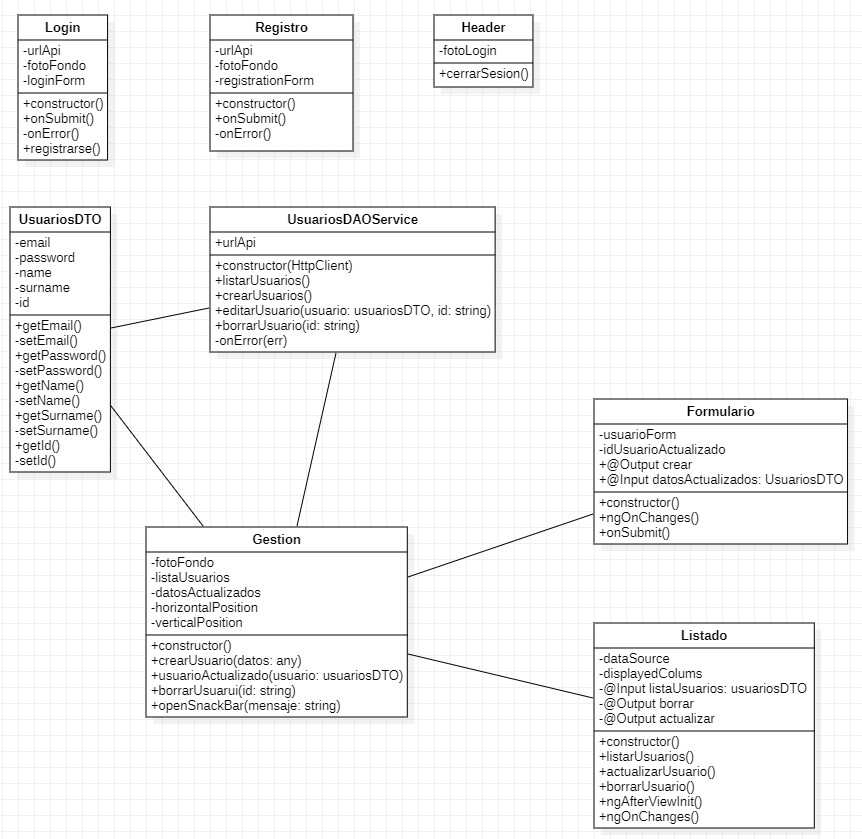 Login
-urlApi
-fotoFondo
-loginForm
+constructor()
+onSubmit()
-onError()
+registrarse()
Registro
-urlApi
-fotoFondo
-registrationForm
+constructor()
+onSubmit()
-onError()
Header
-fotoLogin
+cerrarSesion()
UsuariosDTO
-email
-password
-name
-surname
-id
+getEmail()
-setEmail()
+getPassword()
-setPassword()
+getName()
-setName()
+getSurname()
-setSurname()
+getId()
-setId()
UsuariosDAOService
+urlApi
+constructor(HttpClient)
+listarUsuarios()
+crearUsuarios()
+editarUsuario(usuario: usuariosDTO, id: string)
+borrarUsuario(id: string)
-onError(err)
Formulario
-usuarioForm
-idUsuarioActualizado
+@Output crear
+@Input datosActualizados: UsuariosDTO
+constructor()
+ngOnChanges()
+onSubmit()
Gestion
-fotoFondo
-listaUsuarios
-datosActualizados
-horizontalPosition
-verticalPosition
+constructor()
+crearUsuario(datos: any)
+usuarioActualizado(usuario: usuariosDTO)
+borrarUsuarui(id: string)
+openSnackBar(mensaje: string)
Listado
-dataSource
-displayedColums
-@Input listaUsuarios: usuariosDTO
-@Output borrar
-@Output actualizar
+constructor()
+listarUsuarios()
+actualizarUsuario()
+borrarUsuario()
+ngAfterViewInit()
+ngOnChanges()